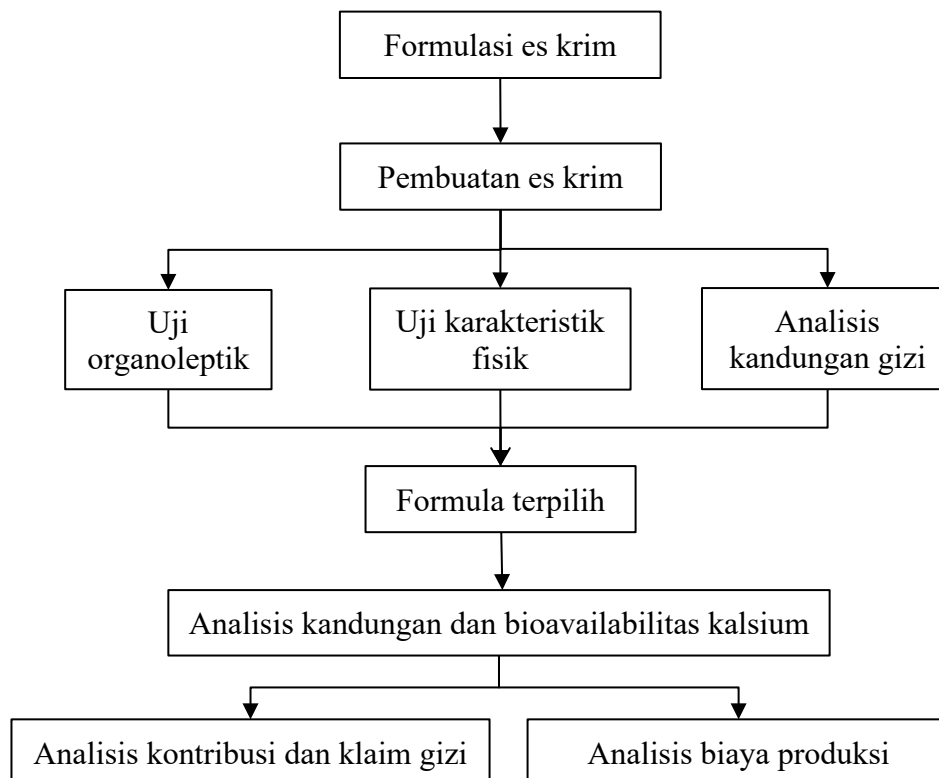 Formulasi es krim
Pembuatan es krim
Uji
organoleptik
Uji karakteristik
fisik
Analisis
kandungan gizi
Formula terpilih
Analisis kandungan dan bioavailabilitas kalsium
Analisis kontribusi dan klaim gizi
Analisis biaya produksi